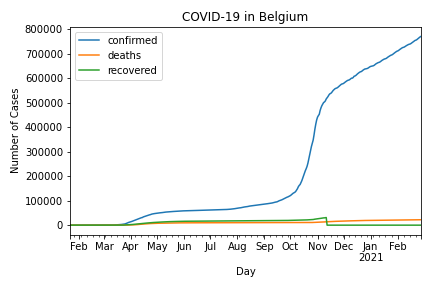 COVID-19 in Belgium
confirmed
deaths
recovered
Number of Cases
800000
700000
600000
500000
400000
300000
200000
100000
0
Feb Mar Apr May Jun Jul Aug Sep Oct Nov Dec Jan Feb
2021
Day